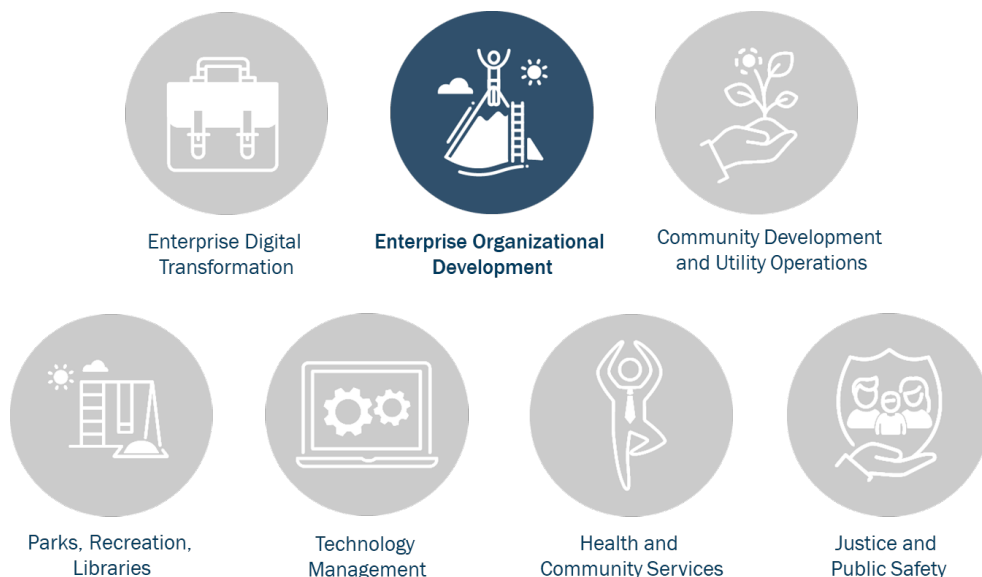 Enterprise Digital
Transformation
Enterprise Organizational
Development
Community Development
and Utility Operations
Parks, Recreation,
Libraries
Technology
Management
Health and
Community Services
Justice and
Public Safety